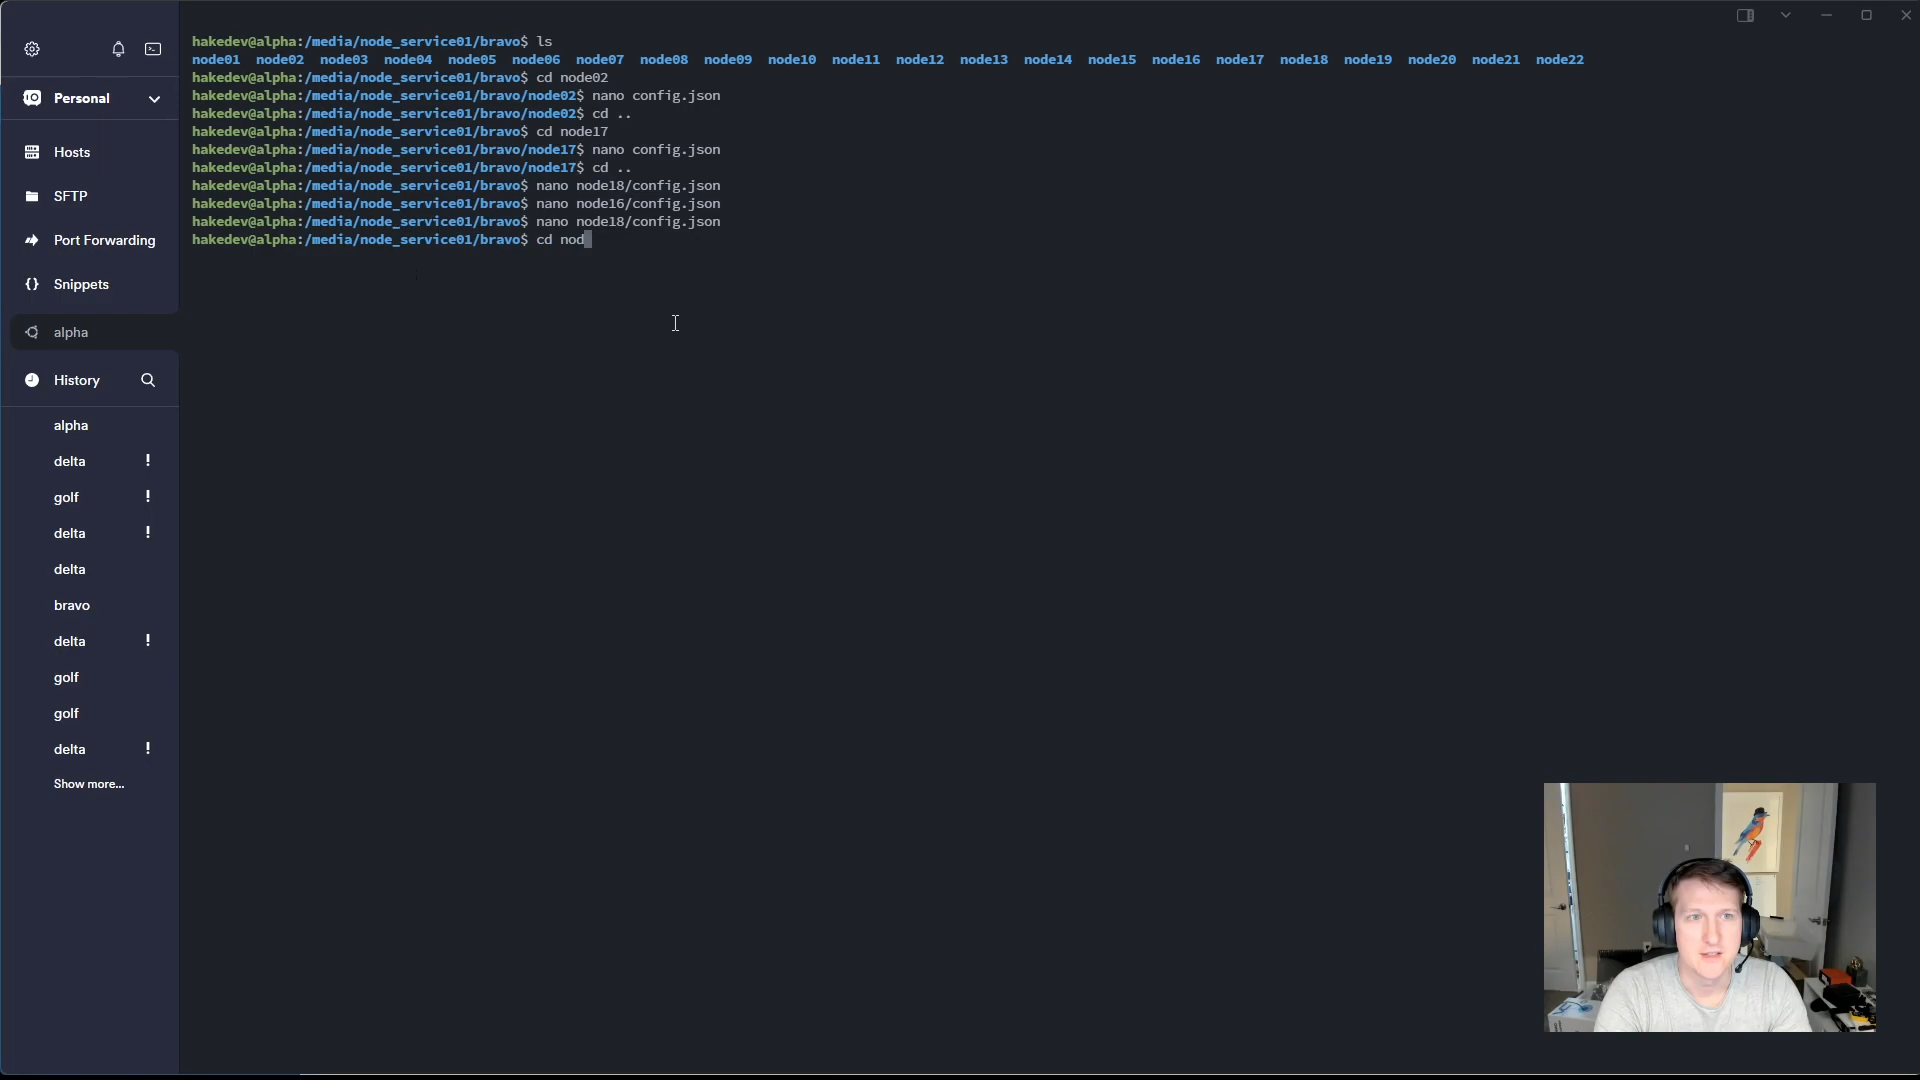 Personal
Hosts
SFTP
Port Forwarding
Snippets
alpha
History
alpha
delta !
golf !
delta !
delta
bravo
delta !
golf
golf
delta !
Show more...
hakedev@alpha:/media/node_service01/bravo$ ls
node01 node02 node03 node04 node05 node06 node07 node08 node09 node10 node11 node12 node13 node14 node15 node16 node17 node18 node19 node20 node21 node22
hakedev@alpha:/media/node_service01/bravo$ cd node02
hakedev@alpha:/media/node_service01/bravo/node02$ nano config.json
hakedev@alpha:/media/node_service01/bravo/node02$ cd ..
hakedev@alpha:/media/node_service01/bravo$ cd node17
hakedev@alpha:/media/node_service01/bravo/node17$ nano config.json
hakedev@alpha:/media/node_service01/bravo/node17$ cd ..
hakedev@alpha:/media/node_service01/bravo$ nano node18/config.json
hakedev@alpha:/media/node_service01/bravo$ nano node16/config.json
hakedev@alpha:/media/node_service01/bravo$ nano node18/config.json
hakedev@alpha:/media/node_service01/bravo$ cd nod